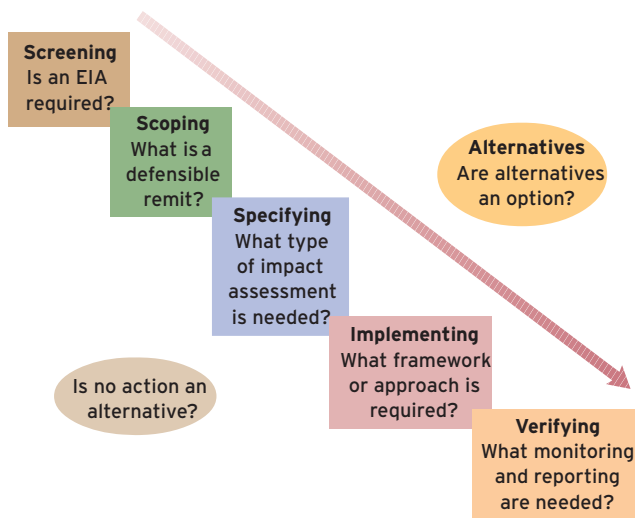 Screening
Is an EIA
required?
Scoping
What is a
defensible
remit?
Alternatives
Are alternatives
an option?
Specifying
What type
of impact
assessment
is needed?
Implementing
What framework
or approach is
required?
Is no action an
alternative?
Verifying
What monitoring
and reporting
are needed?